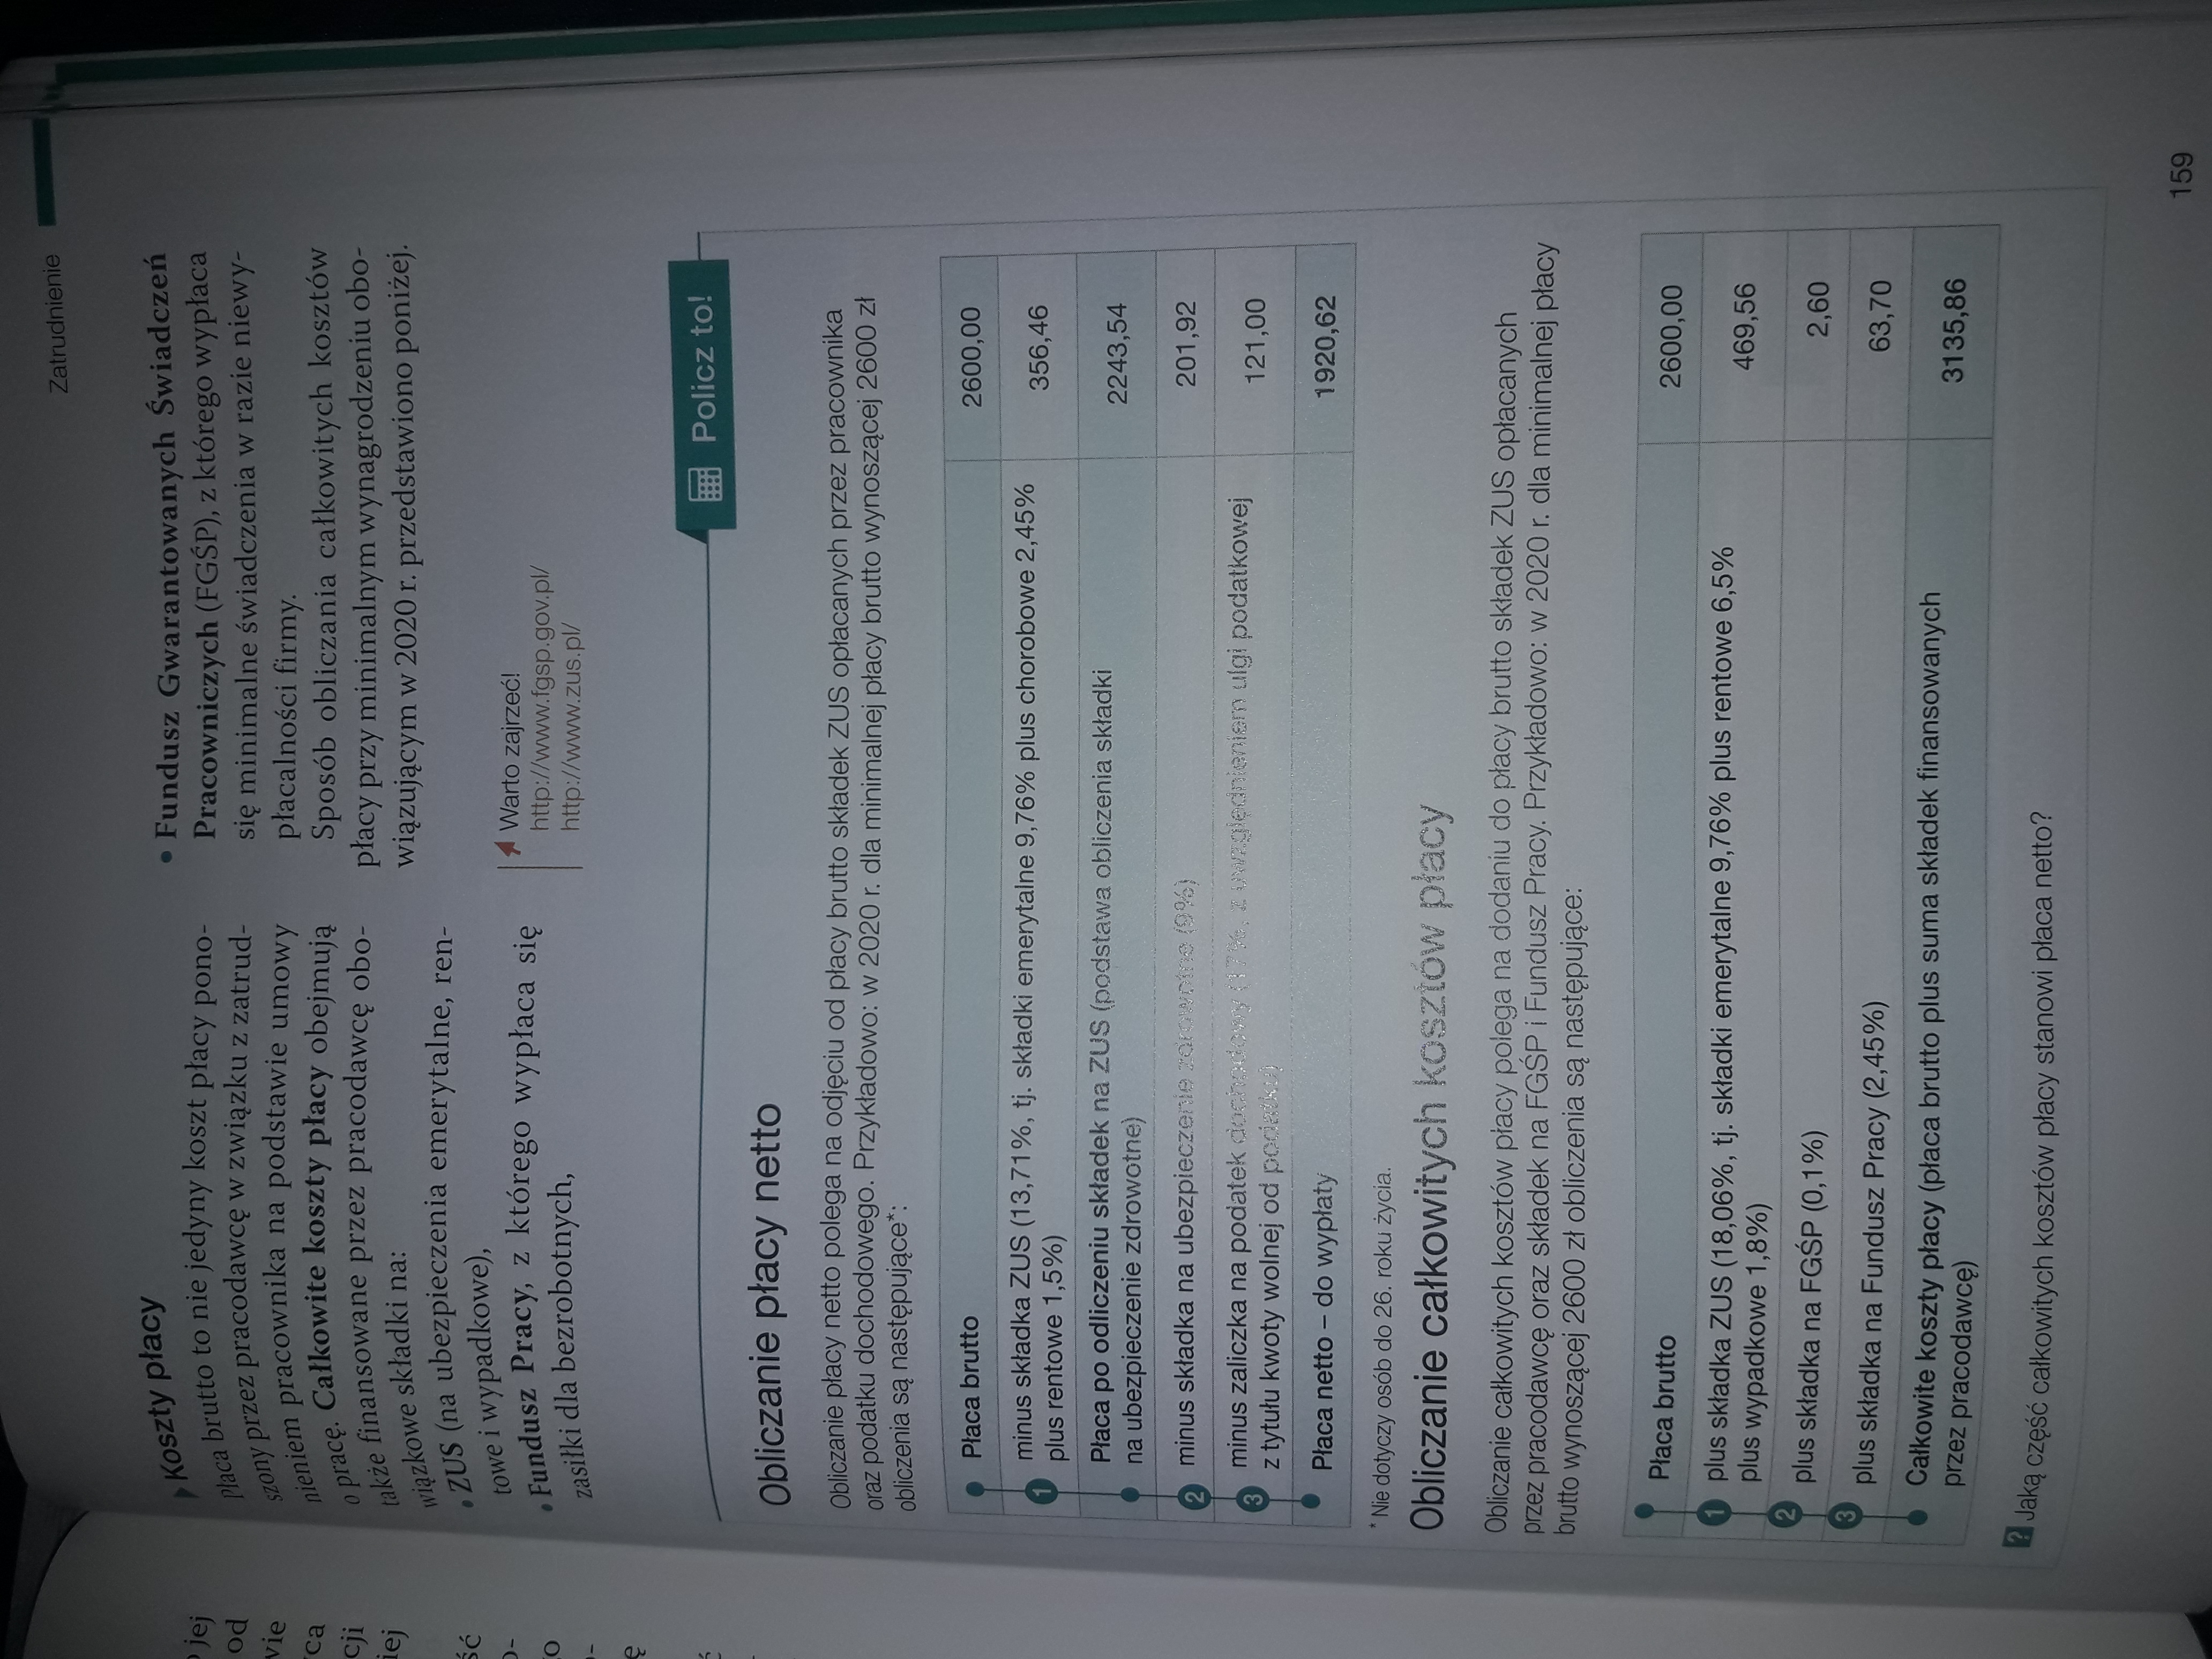 Zatrudnienie
jej
od
wie
ca
cji
iej
ść
o-
o
ę
Koszty płacy
Płaca brutto to nie jedyny koszt płacy pono-
szony przez pracodawcę w związku z zatrud-
nieniem pracownika na podstawie umowy
o pracę. Całkowite koszty płacy obejmują
także finansowane przez pracodawcę obo-
wiązkowe składki na:
• ZUS (na ubezpieczenia emerytalne, ren-
towe i wypadkowe),
• Fundusz Pracy, z którego wypłaca się
zasiłki dla bezrobotnych,
• Fundusz Gwarantowanych Świadczeń
Pracowniczych (FGŚP), z którego wypłaca
się minimalne świadczenia w razie niewy-
płacalności firmy.
Sposób obliczania całkowitych kosztów
płacy przy minimalnym wynagrodzeniu obo-
wiązującym w 2020 r. przedstawiono poniżej.
Warto zajrzeć!
http://www.fgsp.gov.pl/
http://www.zus.pl/
Policz to!
Obliczanie płacy netto
Obliczanie płacy netto polega na odjęciu od płacy brutto składek ZUS opłacanych przez pracownika
oraz podatku dochodowego. Przykładowo: w 2020 r. dla minimalnej płacy brutto wynoszącej 2600 zł
obliczenia są następujące*:
Płaca brutto 2600,00
1 minus składka ZUS (13,71%, tj. składki emerytalne 9,76% plus chorobowe 2,45%
plus rentowe 1,5%) 356,46
Płaca po odliczeniu składek na ZUS (podstawa obliczenia składki
na ubezpieczenie zdrowotne) 2243,54
2 minus składka na ubezpieczenie zdrowotne (9%) 201,92
3 minus zaliczka na podatek dochodowy (17%, z uwzględnieniem ulgi podatkowej
z tytułu kwoty wolnej od podatku) 121,00
Płaca netto – do wypłaty 1920,62
* Nie dotyczy osób do 26. roku życia.
Obliczanie całkowitych kosztów płacy
Obliczanie całkowitych kosztów płacy polega na dodaniu do płacy brutto składek ZUS opłacanych
przez pracodawcę oraz składek na FGŚP i Fundusz Pracy. Przykładowo: w 2020 r. dla minimalnej płacy
brutto wynoszącej 2600 zł obliczenia są następujące:
Płaca brutto 2600,00
1 plus składka ZUS (18,06%, tj. składki emerytalne 9,76% plus rentowe 6,5%
plus wypadkowe 1,8%) 469,56
2 plus składka na FGŚP (0,1%) 2,60
3 plus składka na Fundusz Pracy (2,45%) 63,70
Całkowite koszty płacy (płaca brutto plus suma składek finansowanych
przez pracodawcę) 3135,86
? Jaką część całkowitych kosztów płacy stanowi płaca netto?
159